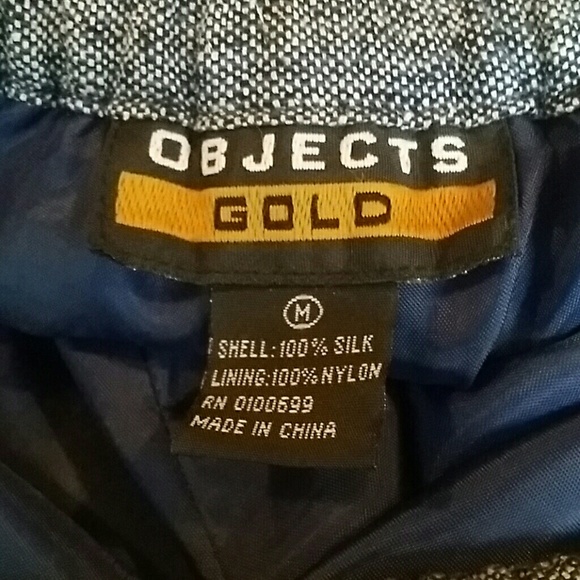 OBJECTS
GOLD
M
SHELL: 100% SILK
LINING: 100% NYLON
RN 0100699
MADE IN CHINA